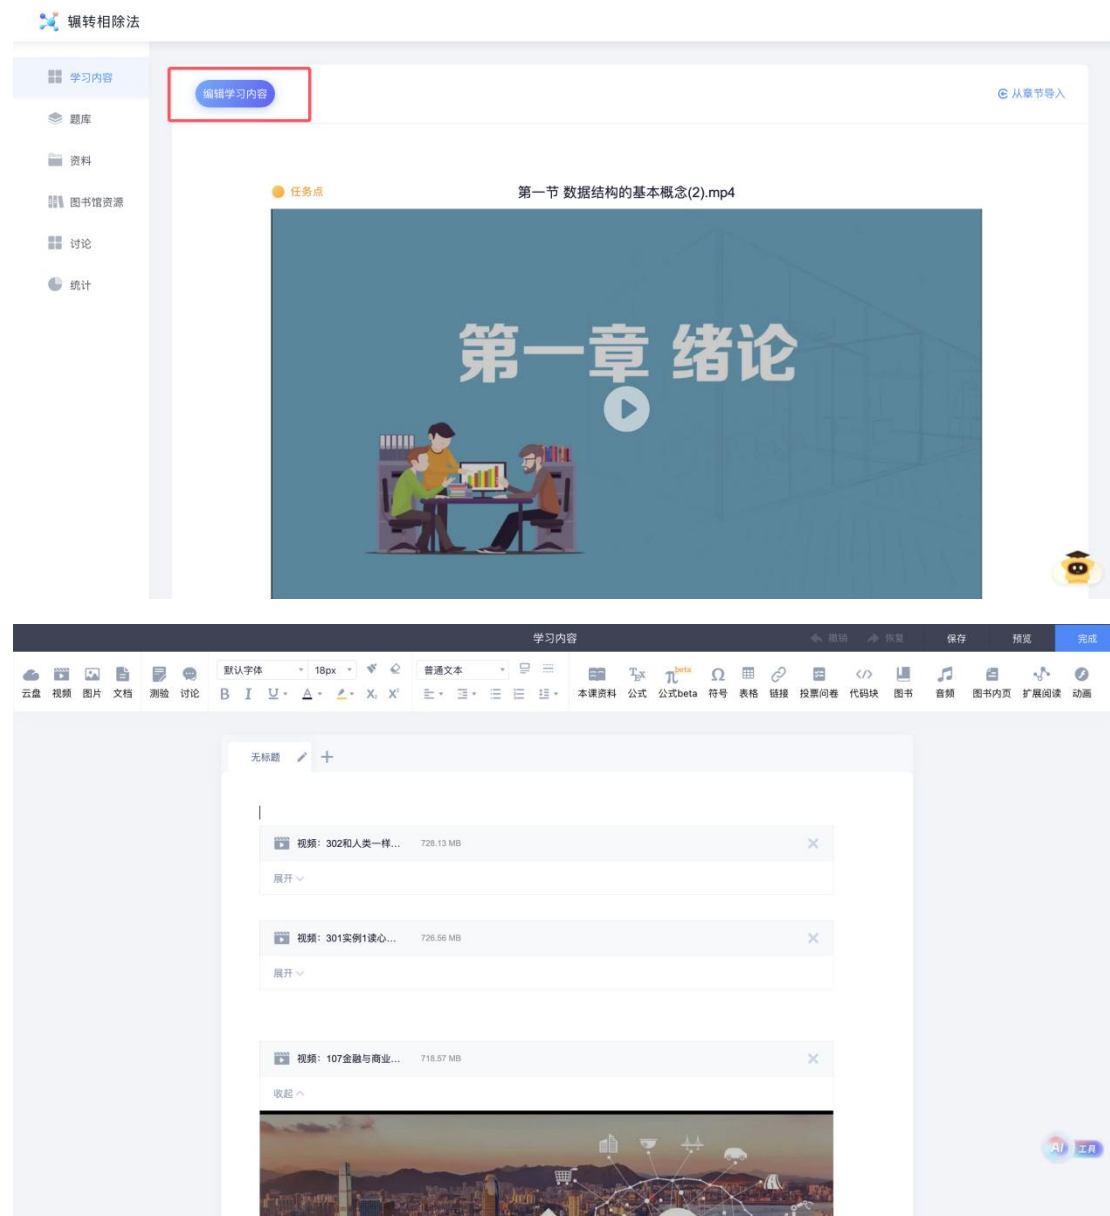 辗转相除法
学习内容
编辑学习内容
从章节导入
题库
资料
图书馆资源
讨论
统计
任务点
第一节 数据结构的基本概念(2).mp4
第一章 绪论
学习内容
撤销 恢复 保存 预览 完成
默认字体 18px 普通文本
云盘 视频 图片 文档 测验 讨论 B I U A X₂ X² 本课资料 公式 公式beta 符号 表格 链接 投票问卷 代码块 图书 音频 图书内页 扩展阅读 动画
无标题
视频：302和人类一样... 728.13 MB
展开
视频：301实例1读心... 726.56 MB
展开
视频：107金融与商业... 718.57 MB
收起
AI 工具